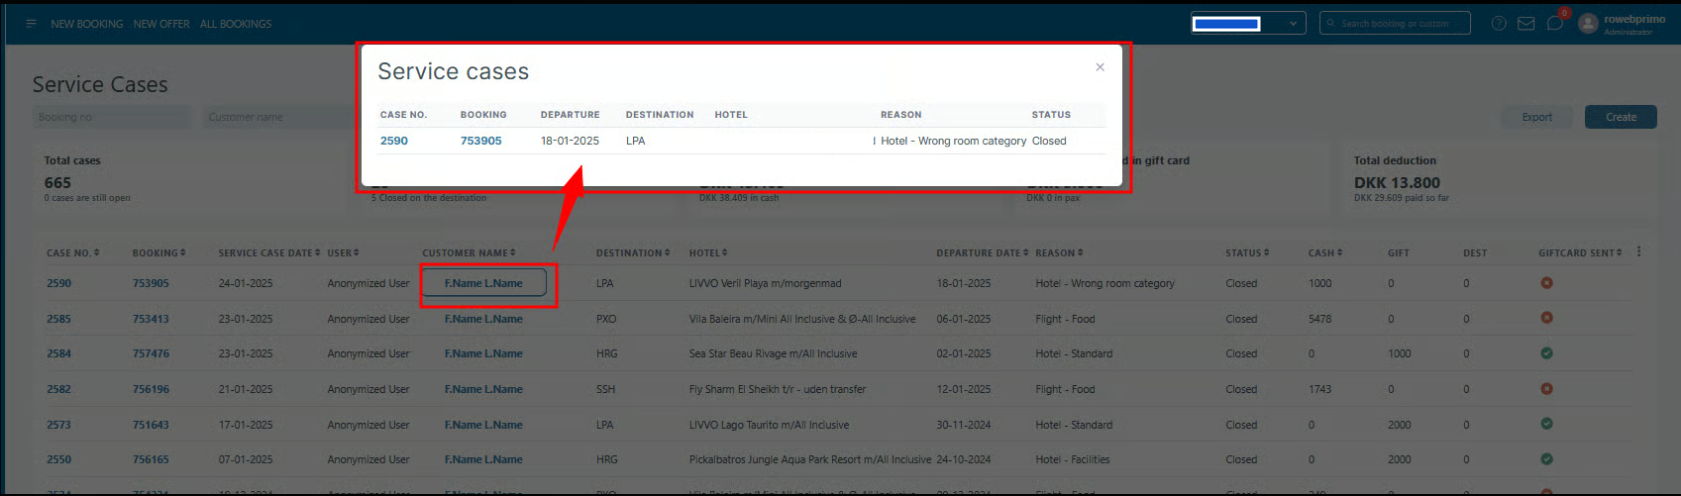 NEW BOOKING NEW OFFER ALL BOOKINGS
Search booking or custom
0
rowebprimo
Administrator
Service Cases
Booking no
Customer name
Export
Create
Service cases
×
CASE NO. BOOKING DEPARTURE DESTINATION HOTEL REASON STATUS
2590 753905 18-01-2025 LPA Hotel - Wrong room category Closed
Total cases
665
0 cases are still open
5 Closed on the destination
DKK 38.409 in cash
d in gift card
DKK 0 in pax
Total deduction
DKK 13.800
DKK 29.609 paid so far
CASE NO. BOOKING SERVICE CASE DATE USER CUSTOMER NAME DESTINATION HOTEL DEPARTURE DATE REASON STATUS CASH GIFT DEST GIFTCARD SENT
2590 753905 24-01-2025 Anonymized User F.Name L.Name LPA LIVVO Veril Playa m/morgenmad 18-01-2025 Hotel - Wrong room category Closed 1000 0 0
2585 753413 23-01-2025 Anonymized User F.Name L.Name PXO Vila Baleira m/Mini All Inclusive & Ø-All Inclusive 06-01-2025 Flight - Food Closed 5478 0 0
2584 757476 23-01-2025 Anonymized User F.Name L.Name HRG Sea Star Beau Rivage m/All Inclusive 02-01-2025 Hotel - Standard Closed 0 1000 0
2582 756196 21-01-2025 Anonymized User F.Name L.Name SSH Fly Sharm El Sheikh t/r - uden transfer 12-01-2025 Flight - Food Closed 1743 0 0
2573 751643 17-01-2025 Anonymized User F.Name L.Name LPA LIVVO Lago Taurito m/All Inclusive 30-11-2024 Hotel - Standard Closed 0 2000 0
2550 756165 07-01-2025 Anonymized User F.Name L.Name HRG Pickalbatros Jungle Aqua Park Resort m/All Inclusive 24-10-2024 Hotel - Facilities Closed 0 2000 0